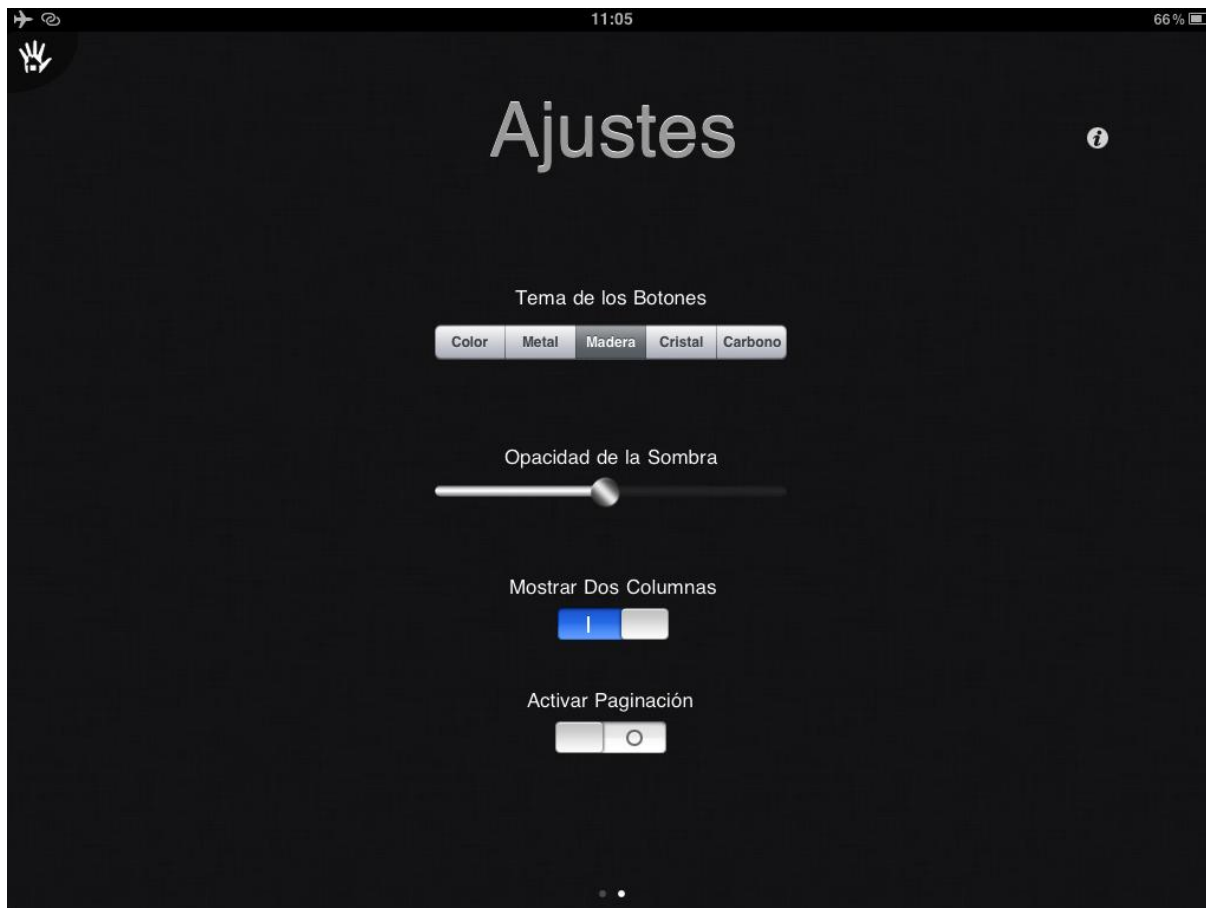 11:05
66 %
Ajustes
Tema de los Botones
Color Metal Madera Cristal Carbono
Opacidad de la Sombra
Mostrar Dos Columnas
Activar Paginación